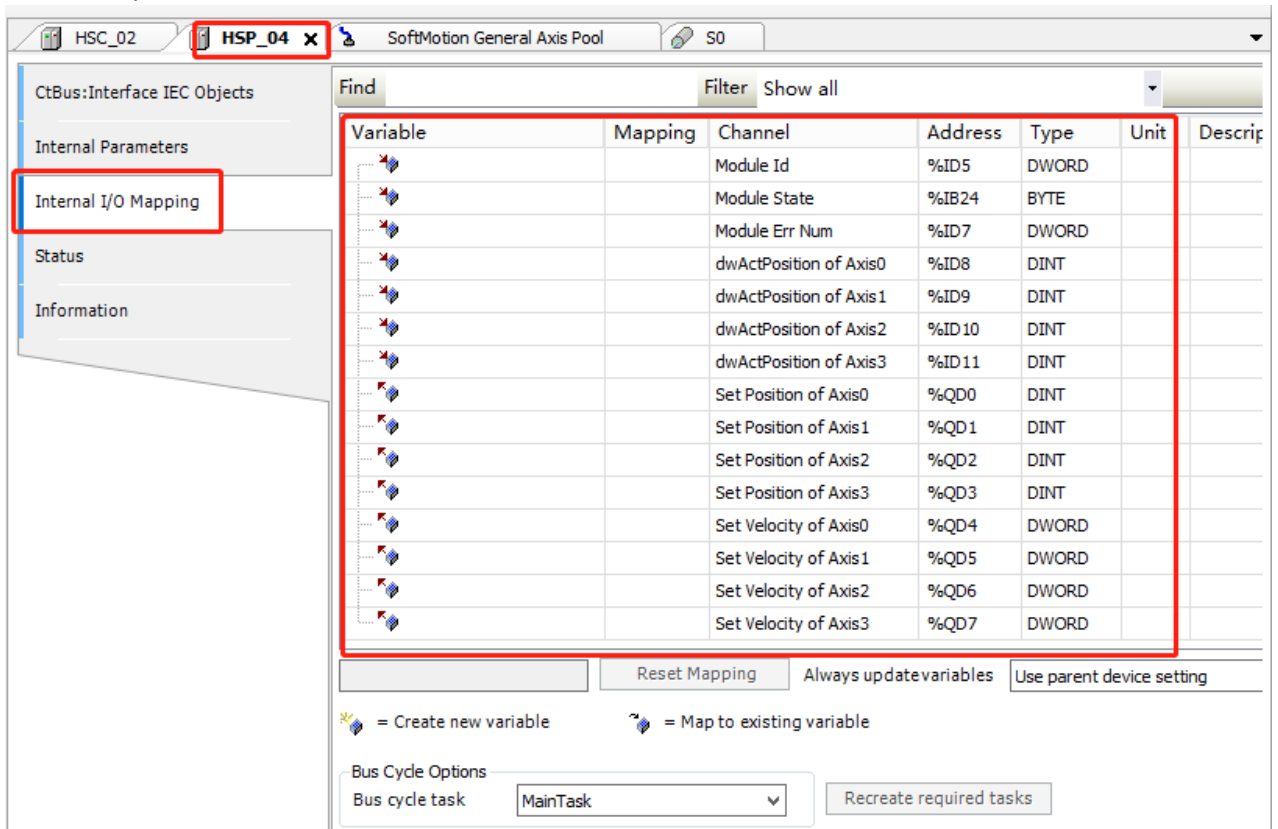 HSC_02 HSP_04 x SoftMotion General Axis Pool S0
CtBus:Interface IEC Objects
Internal Parameters
Internal I/O Mapping
Status
Information
Find Filter Show all
Variable Mapping Channel Address Type Unit Descrip
Module Id %ID5 DWORD
Module State %IB24 BYTE
Module Err Num %ID7 DWORD
dwActPosition of Axis0 %ID8 DINT
dwActPosition of Axis1 %ID9 DINT
dwActPosition of Axis2 %ID10 DINT
dwActPosition of Axis3 %ID11 DINT
Set Position of Axis0 %QD0 DINT
Set Position of Axis1 %QD1 DINT
Set Position of Axis2 %QD2 DINT
Set Position of Axis3 %QD3 DINT
Set Velocity of Axis0 %QD4 DWORD
Set Velocity of Axis1 %QD5 DWORD
Set Velocity of Axis2 %QD6 DWORD
Set Velocity of Axis3 %QD7 DWORD
Reset Mapping Always update variables Use parent device setting
= Create new variable = Map to existing variable
Bus Cycle Options
Bus cycle task MainTask Recreate required tasks